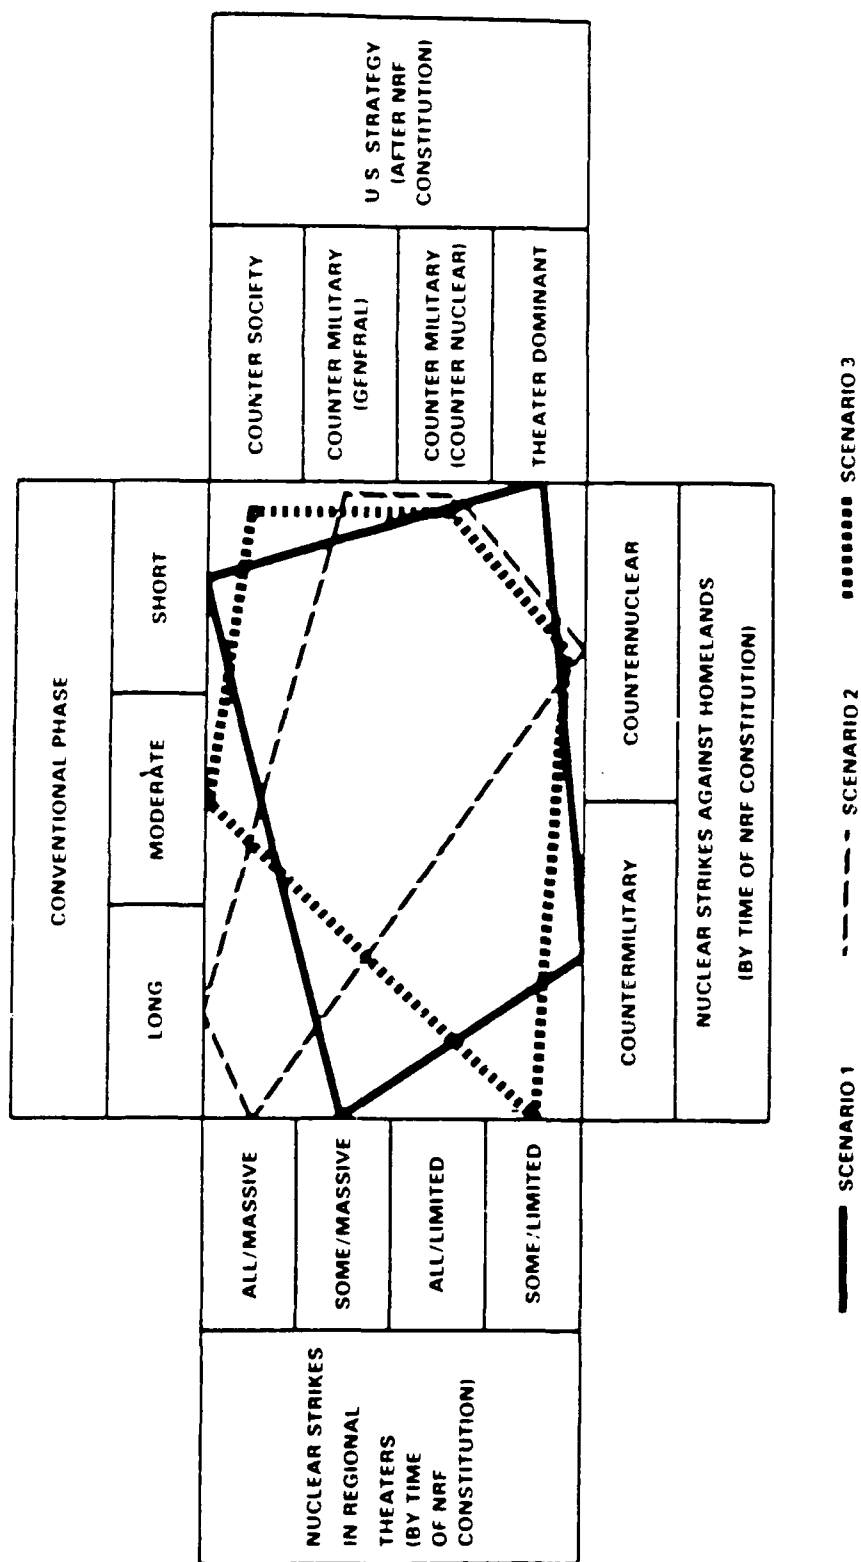 CONVENTIONAL PHASE
LONG
MODERATE
SHORT
NUCLEAR STRIKES
IN REGIONAL
THEATERS
(BY TIME
OF NRF
CONSTITUTION)
ALL/MASSIVE
SOME/MASSIVE
ALL/LIMITED
SOME/LIMITED
COUNTER SOCIETY
COUNTER MILITARY
(GENERAL)
COUNTER MILITARY
(COUNTER NUCLEAR)
THEATER DOMINANT
U S STRATEGY
(AFTER NRF
CONSTITUTION)
COUNTERMILITARY
COUNTERNUCLEAR
NUCLEAR STRIKES AGAINST HOMELANDS
(BY TIME OF NRF CONSTITUTION)
SCENARIO 1
SCENARIO 2
SCENARIO 3